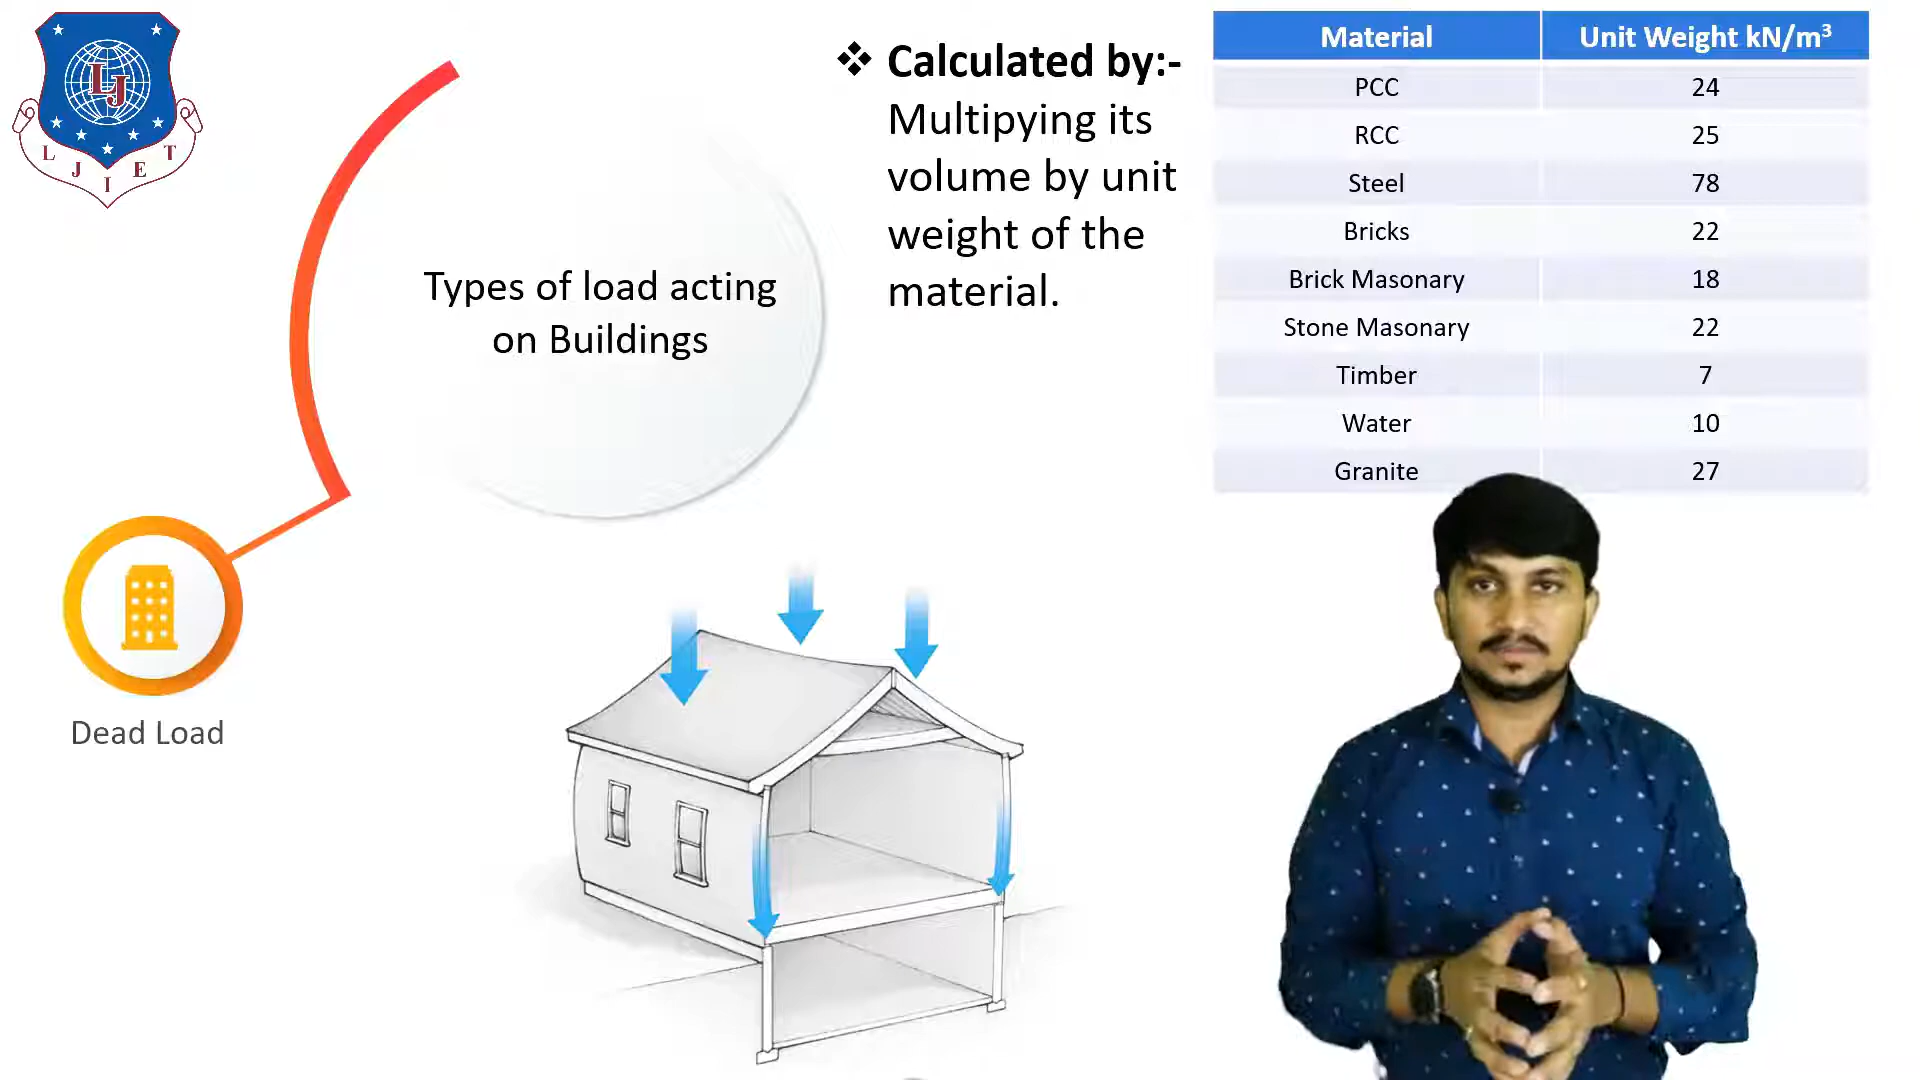 LJ
L J I E T
Types of load acting
on Buildings
Dead Load
❖ Calculated by:-
Multipying its
volume by unit
weight of the
material.
Material Unit Weight kN/m³
PCC 24
RCC 25
Steel 78
Bricks 22
Brick Masonary 18
Stone Masonary 22
Timber 7
Water 10
Granite 27